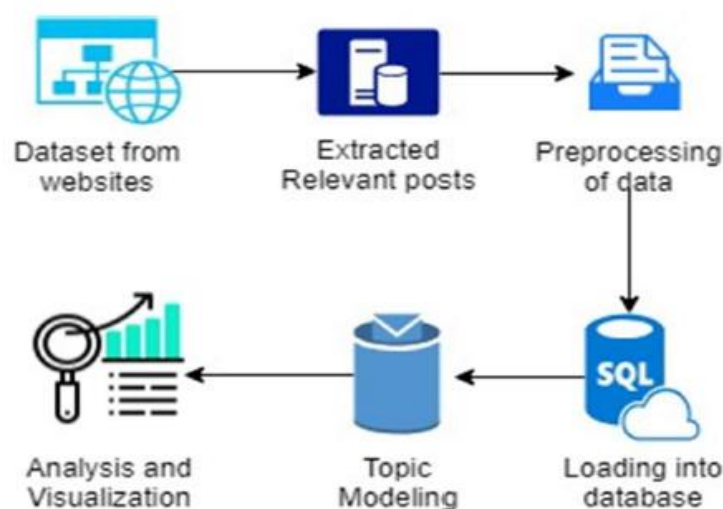 Dataset from
websites
Extracted
Relevant posts
Preprocessing
of data
SQL
Loading into
database
Topic
Modeling
Analysis and
Visualization